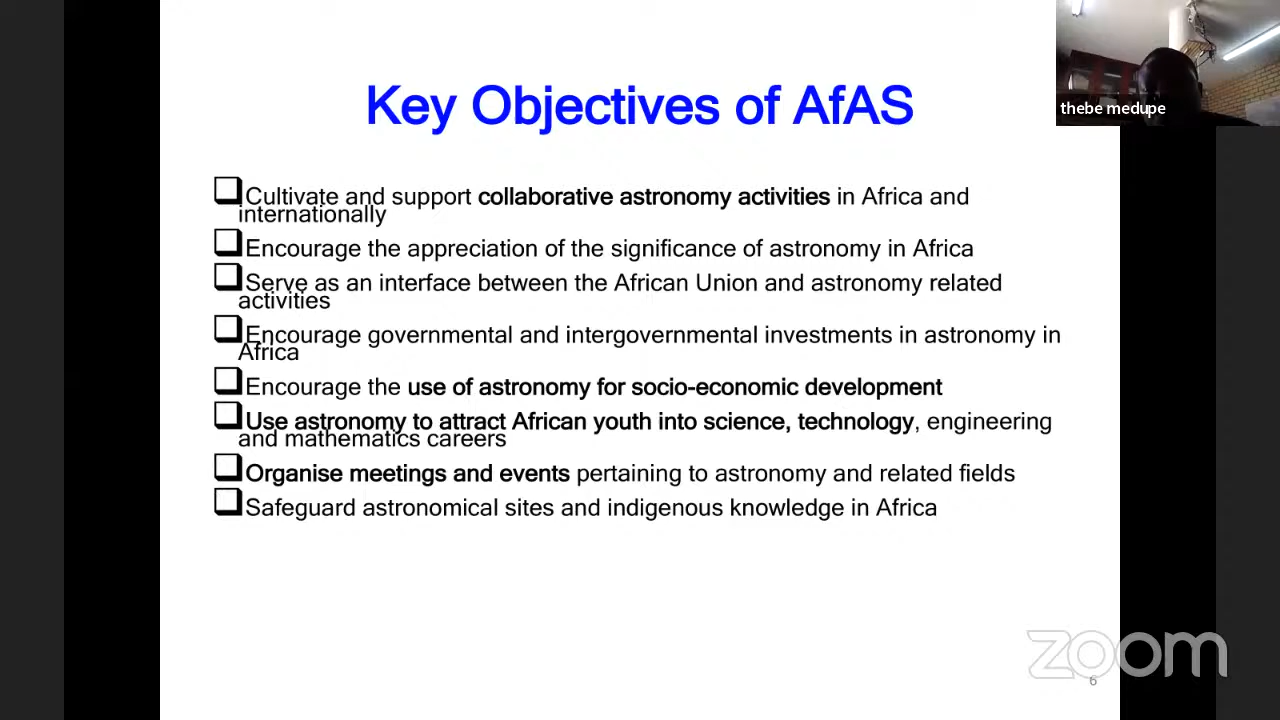 Key Objectives of AfAS
thebe medupe
Cultivate and support collaborative astronomy activities in Africa and
internationally
Encourage the appreciation of the significance of astronomy in Africa
Serve as an interface between the African Union and astronomy related
activities
Encourage governmental and intergovernmental investments in astronomy in
Africa
Encourage the use of astronomy for socio-economic development
Use astronomy to attract African youth into science, technology, engineering
and mathematics careers
Organise meetings and events pertaining to astronomy and related fields
Safeguard astronomical sites and indigenous knowledge in Africa
zoom
6